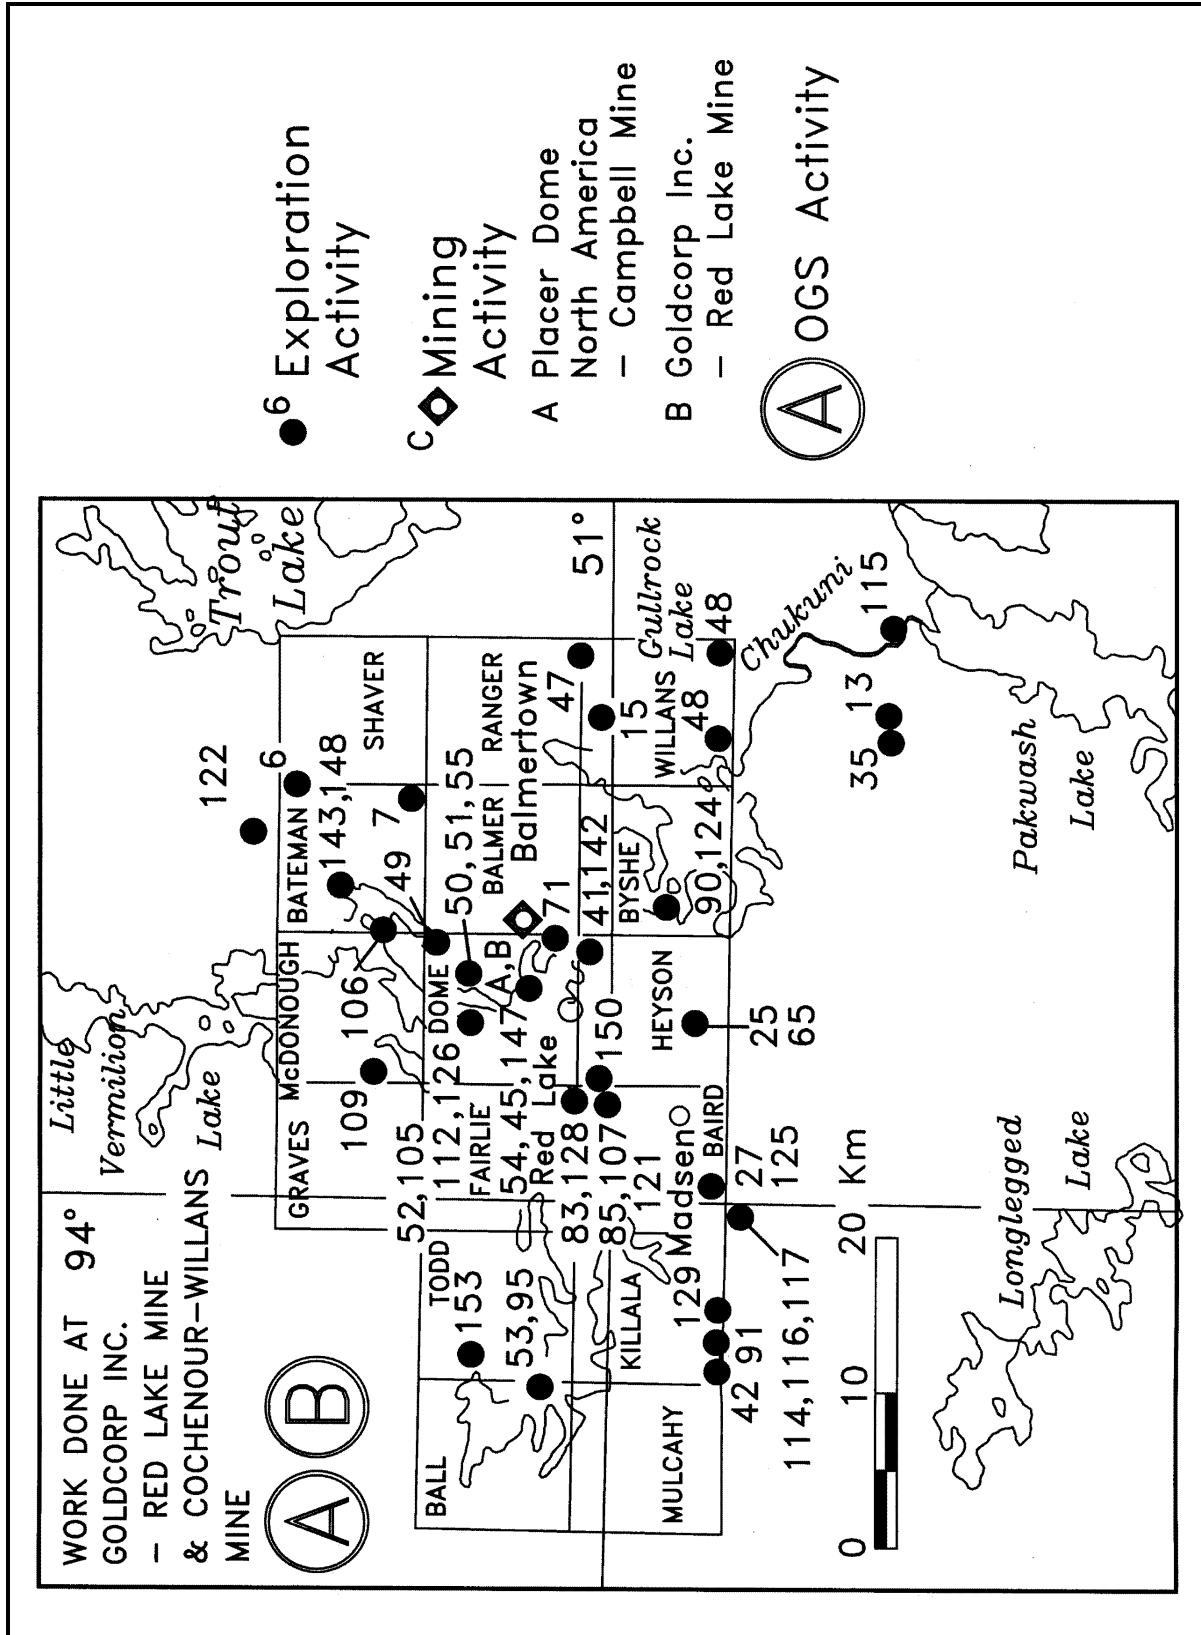 WORK DONE AT
GOLDCORP INC.
– RED LAKE MINE
& COCHENOUR–WILLANS
MINE
A
B
94°
Little
Vermilion
Lake
Trout
Lake
122
6
GRAVES
McDONOUGH
BATEMAN
SHAVER
109
106
143,148
7
49
52,105
TODD
BALL
153
112,126
DOME
50,51,55
FAIRLIE
BALMER
RANGER
53,95
54,45,147
A,B
Balmertown
Red Lake
71
47
83,128
85,107
150
41,142
15
51°
121
KILLALA
Madsen
HEYSON
BYSHE
WILLANS
Gullrock
Lake
MULCAHY
129
BAIRD
90,124
48
48
42
91
27
125
25
65
114,116,117
Chukuni
35
13
115
0
10
20
Km
Longlegged
Lake
Pakwash
Lake
6
Exploration
Activity
C
Mining
Activity
A Placer Dome
North America
– Campbell Mine
B Goldcorp Inc.
– Red Lake Mine
A
OGS Activity